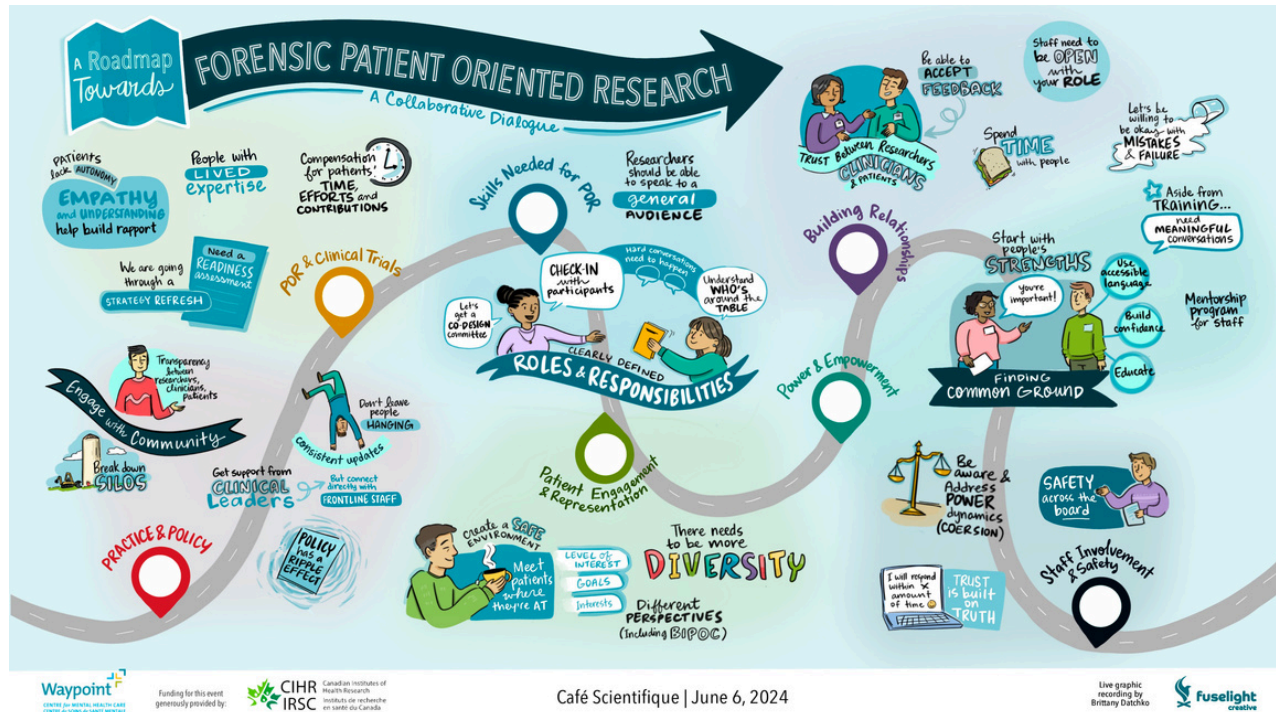 A Roadmap
Towards
FORENSIC PATIENT ORIENTED RESEARCH
A Collaborative Dialogue
PATIENTS
lack AUTONOMY
EMPATHY
and UNDERSTANDING
help build rapport
People with
LIVED
expertise
Compensation
for patients'
TIME,
EFFORTS and
CONTRIBUTIONS
We are going
through a
STRATEGY REFRESH
Need a
READINESS
assessment
POR & Clinical Trials
Transparency
between
researchers,
clinicians,
patients
Engage with Community
Break down
SILOS
Don't leave
people
HANGING
consistent updates
Get support from
CLINICAL
Leaders
But connect
directly with
FRONTLINE STAFF
PRACTICE & POLICY
POLICY
has a
RIPPLE
EFFECT
Skills Needed for POR
Researchers
should be able
to speak to a
general
AUDIENCE
Let's
get a
CO-DESIGN
committee
CHECK-IN
with
participants
Hard conversations
need to happen
Understand
WHO'S
around the
TABLE
CLEARLY DEFINED
ROLES & RESPONSIBILITIES
Patient Engagement
& Representation
Create a SAFE
ENVIRONMENT
Meet
patients
where
they're AT
LEVEL of
INTEREST
GOALS
Interests
There needs
to be more
DIVERSITY
Different
PERSPECTIVES
(Including BIPOC)
Power & Empowerment
Building Relationships
TRUST Between Researchers
CLINICIANS
& PATIENTS
Be able to
ACCEPT
FEEDBACK
Staff need to
be OPEN
with
your ROLE
Spend
TIME
with people
Let's be
willing to
be okay with
MISTAKES
& FAILURE
Aside from
TRAINING...
need
MEANINGFUL
conversations
Start with
people's
STRENGTHS
You're
important!
Use
accessible
language
Build
confidence
Educate
Mentorship
program
for staff
FINDING
COMMON GROUND
Be
aware &
Address
POWER
dynamics
(COERSION)
SAFETY
across the
board
I will respond
within X
amount
of time
TRUST
is built
on
TRUTH
Staff Involvement
& Safety
Waypoint
CENTRE for MENTAL HEALTH CARE
CENTRE de SOINS de SANTÉ MENTALE
Funding for this event
generously provided by:
CIHR
IRSC
Canadian Institutes of
Health Research
Instituts de recherche
en santé du Canada
Café Scientifique | June 6, 2024
Live graphic
recording by
Brittany Datchko
fuselight
creative